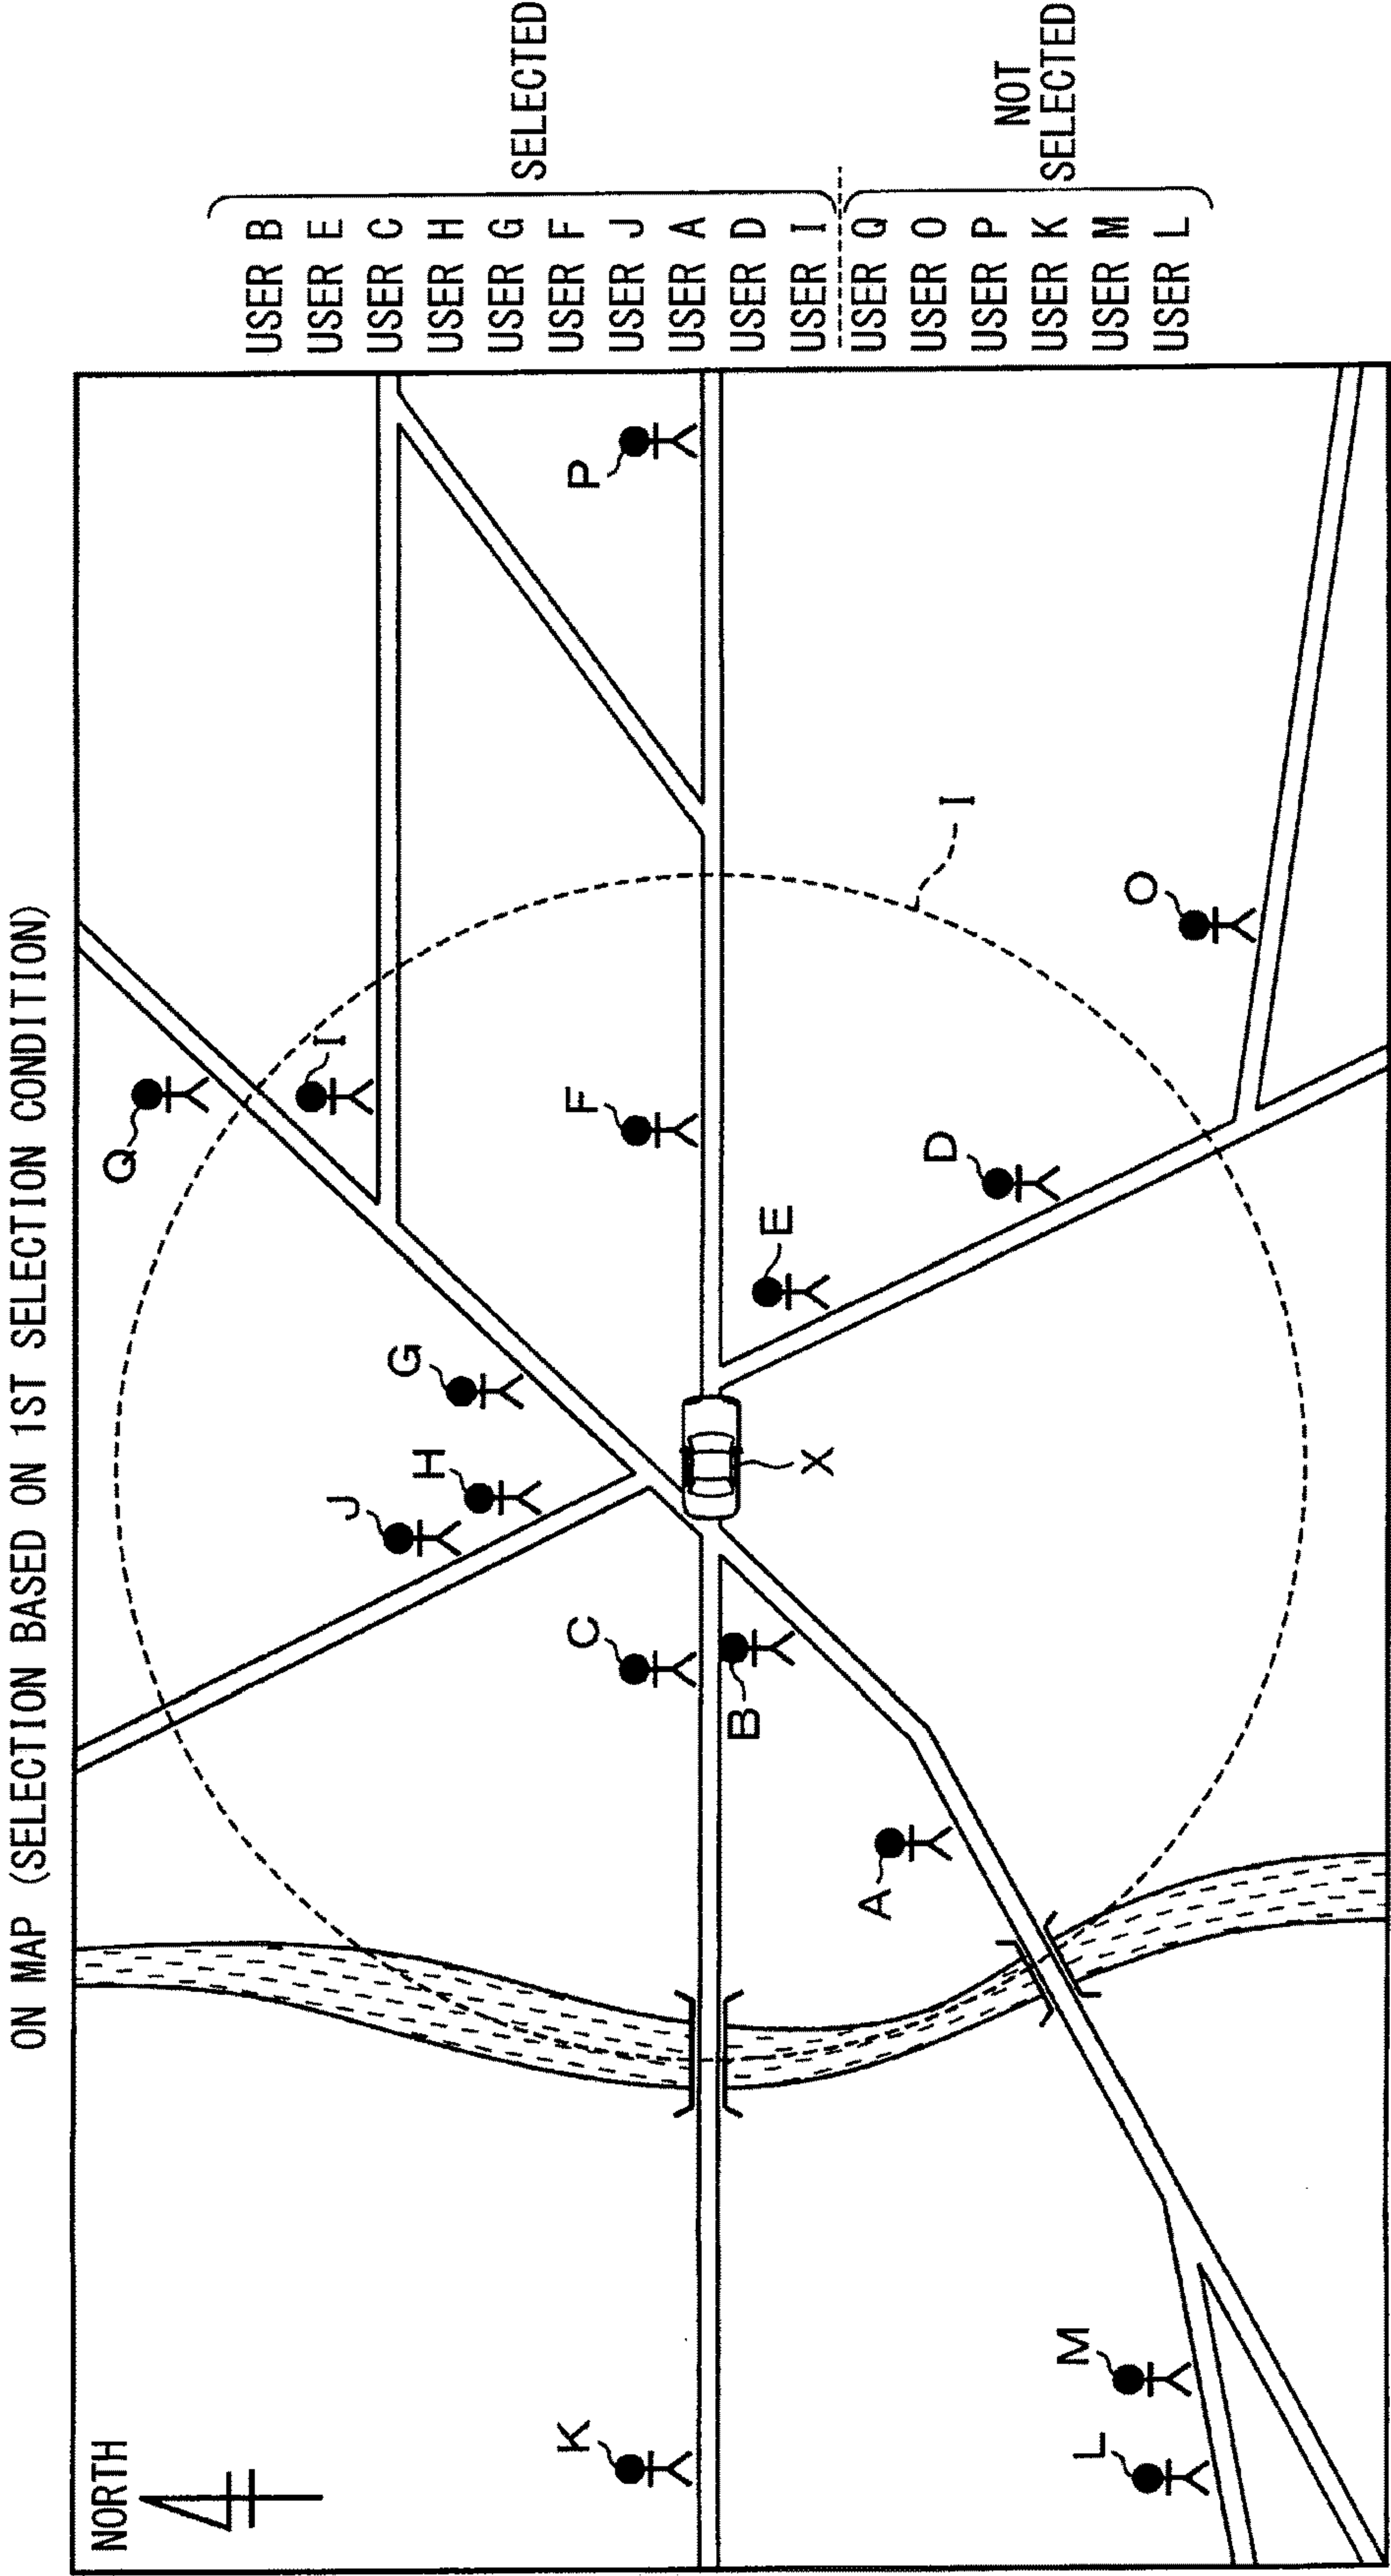 ON MAP (SELECTION BASED ON 1ST SELECTION CONDITION)
NORTH
Q
I
J
H
G
K
C
F
P
B
X
E
A
D
I
M
L
O
USER B
USER E
USER C
USER H
USER G
USER F
USER J
USER A
USER D
USER I
SELECTED
USER Q
USER O
USER P
USER K
USER M
USER L
NOT
SELECTED